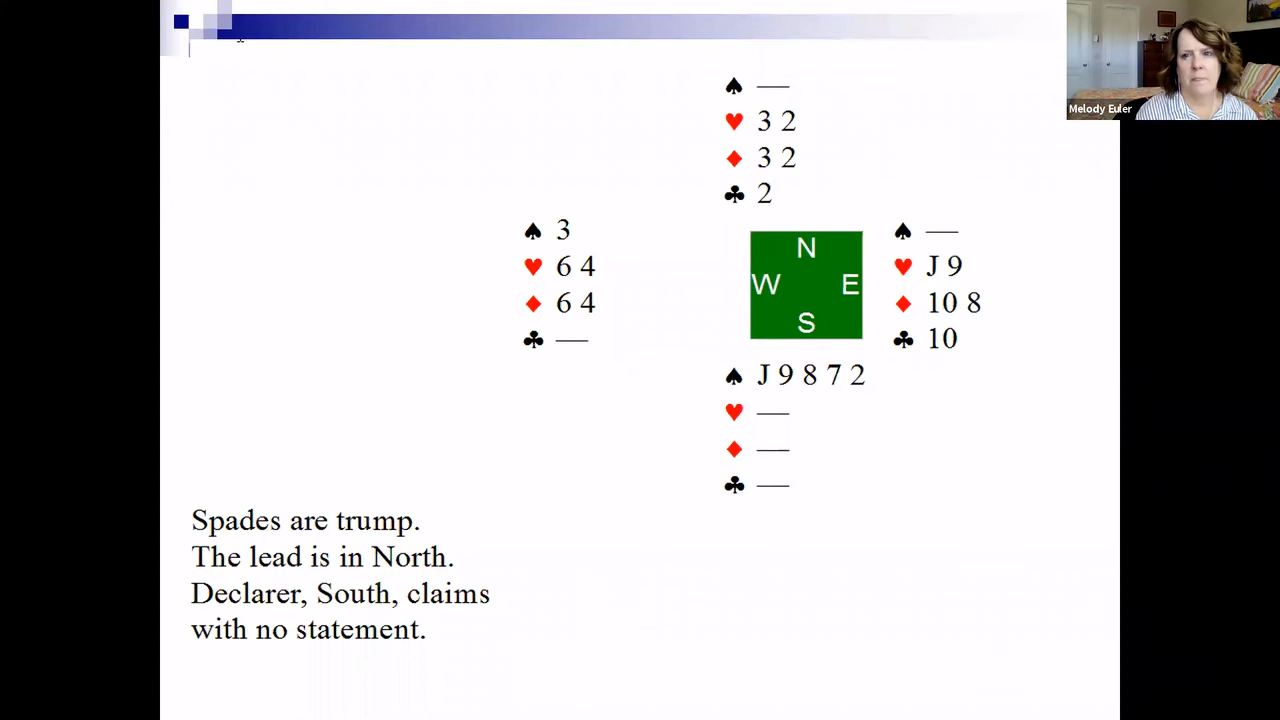 Melody Euler
♠ —
♥ 3 2
♦ 3 2
♣ 2
♠ 3
♥ 6 4
♦ 6 4
♣ —
N
W E
S
♠ —
♥ J 9
♦ 10 8
♣ 10
♠ J 9 8 7 2
♥ —
♦ —
♣ —
Spades are trump.
The lead is in North.
Declarer, South, claims
with no statement.